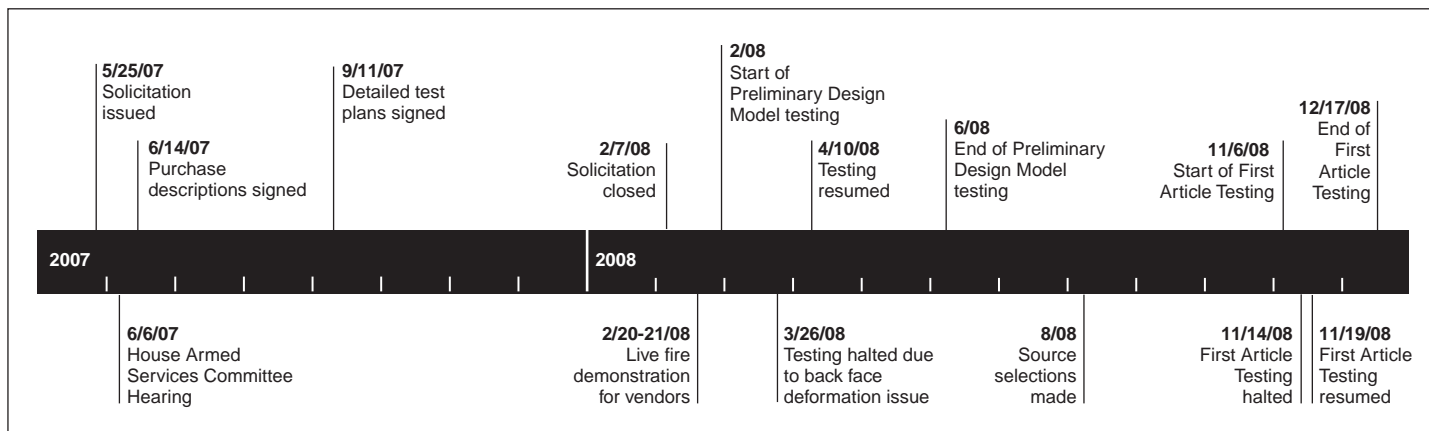 5/25/07
Solicitation
issued
6/14/07
Purchase
descriptions signed
9/11/07
Detailed test
plans signed
2/7/08
Solicitation
closed
2/08
Start of
Preliminary Design
Model testing
4/10/08
Testing
resumed
6/08
End of Preliminary
Design Model
testing
11/6/08
Start of First
Article Testing
12/17/08
End of
First
Article
Testing
2007
2008
6/6/07
House Armed
Services Committee
Hearing
2/20-21/08
Live fire
demonstration
for vendors
3/26/08
Testing halted due
to back face
deformation issue
8/08
Source
selections
made
11/14/08
First Article
Testing
halted
11/19/08
First Article
Testing
resumed